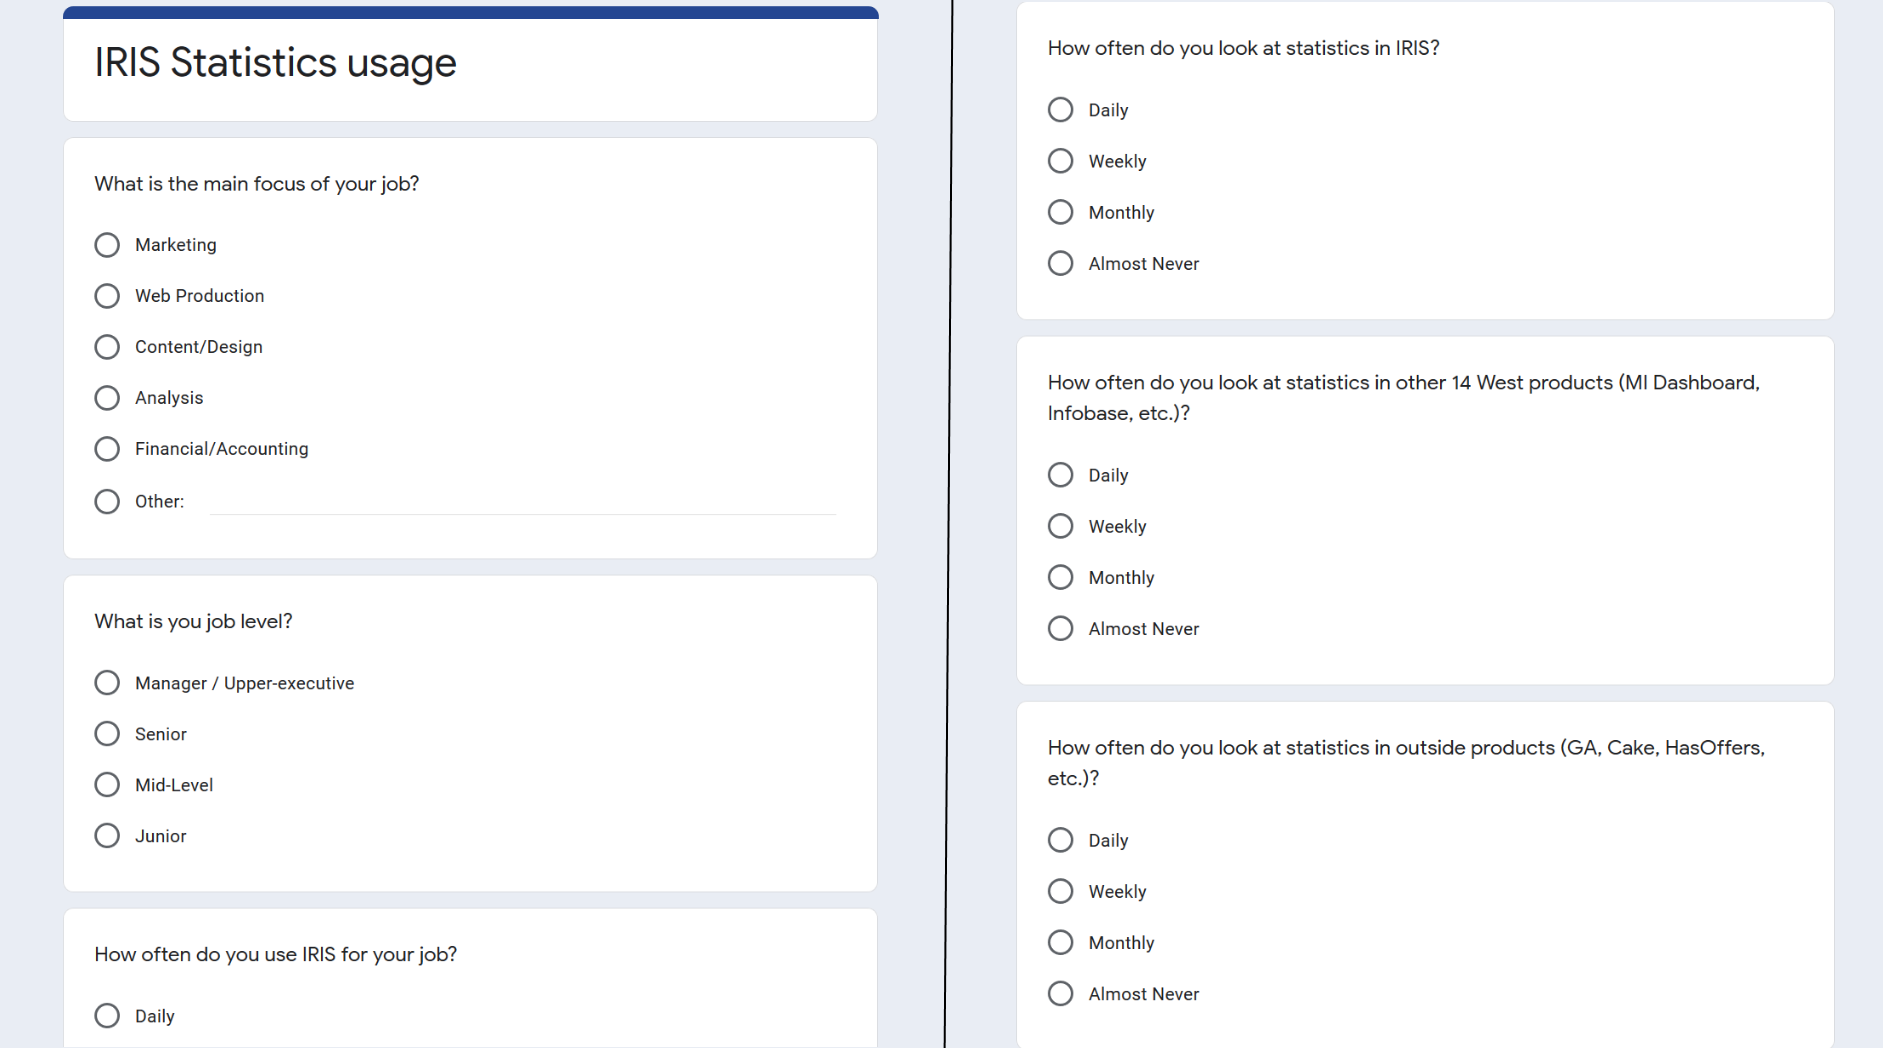 IRIS Statistics usage
What is the main focus of your job?
Marketing
Web Production
Content/Design
Analysis
Financial/Accounting
Other:
What is you job level?
Manager / Upper-executive
Senior
Mid-Level
Junior
How often do you use IRIS for your job?
Daily
How often do you look at statistics in IRIS?
Daily
Weekly
Monthly
Almost Never
How often do you look at statistics in other 14 West products (MI Dashboard,
Infobase, etc.)?
Daily
Weekly
Monthly
Almost Never
How often do you look at statistics in outside products (GA, Cake, HasOffers,
etc.)?
Daily
Weekly
Monthly
Almost Never